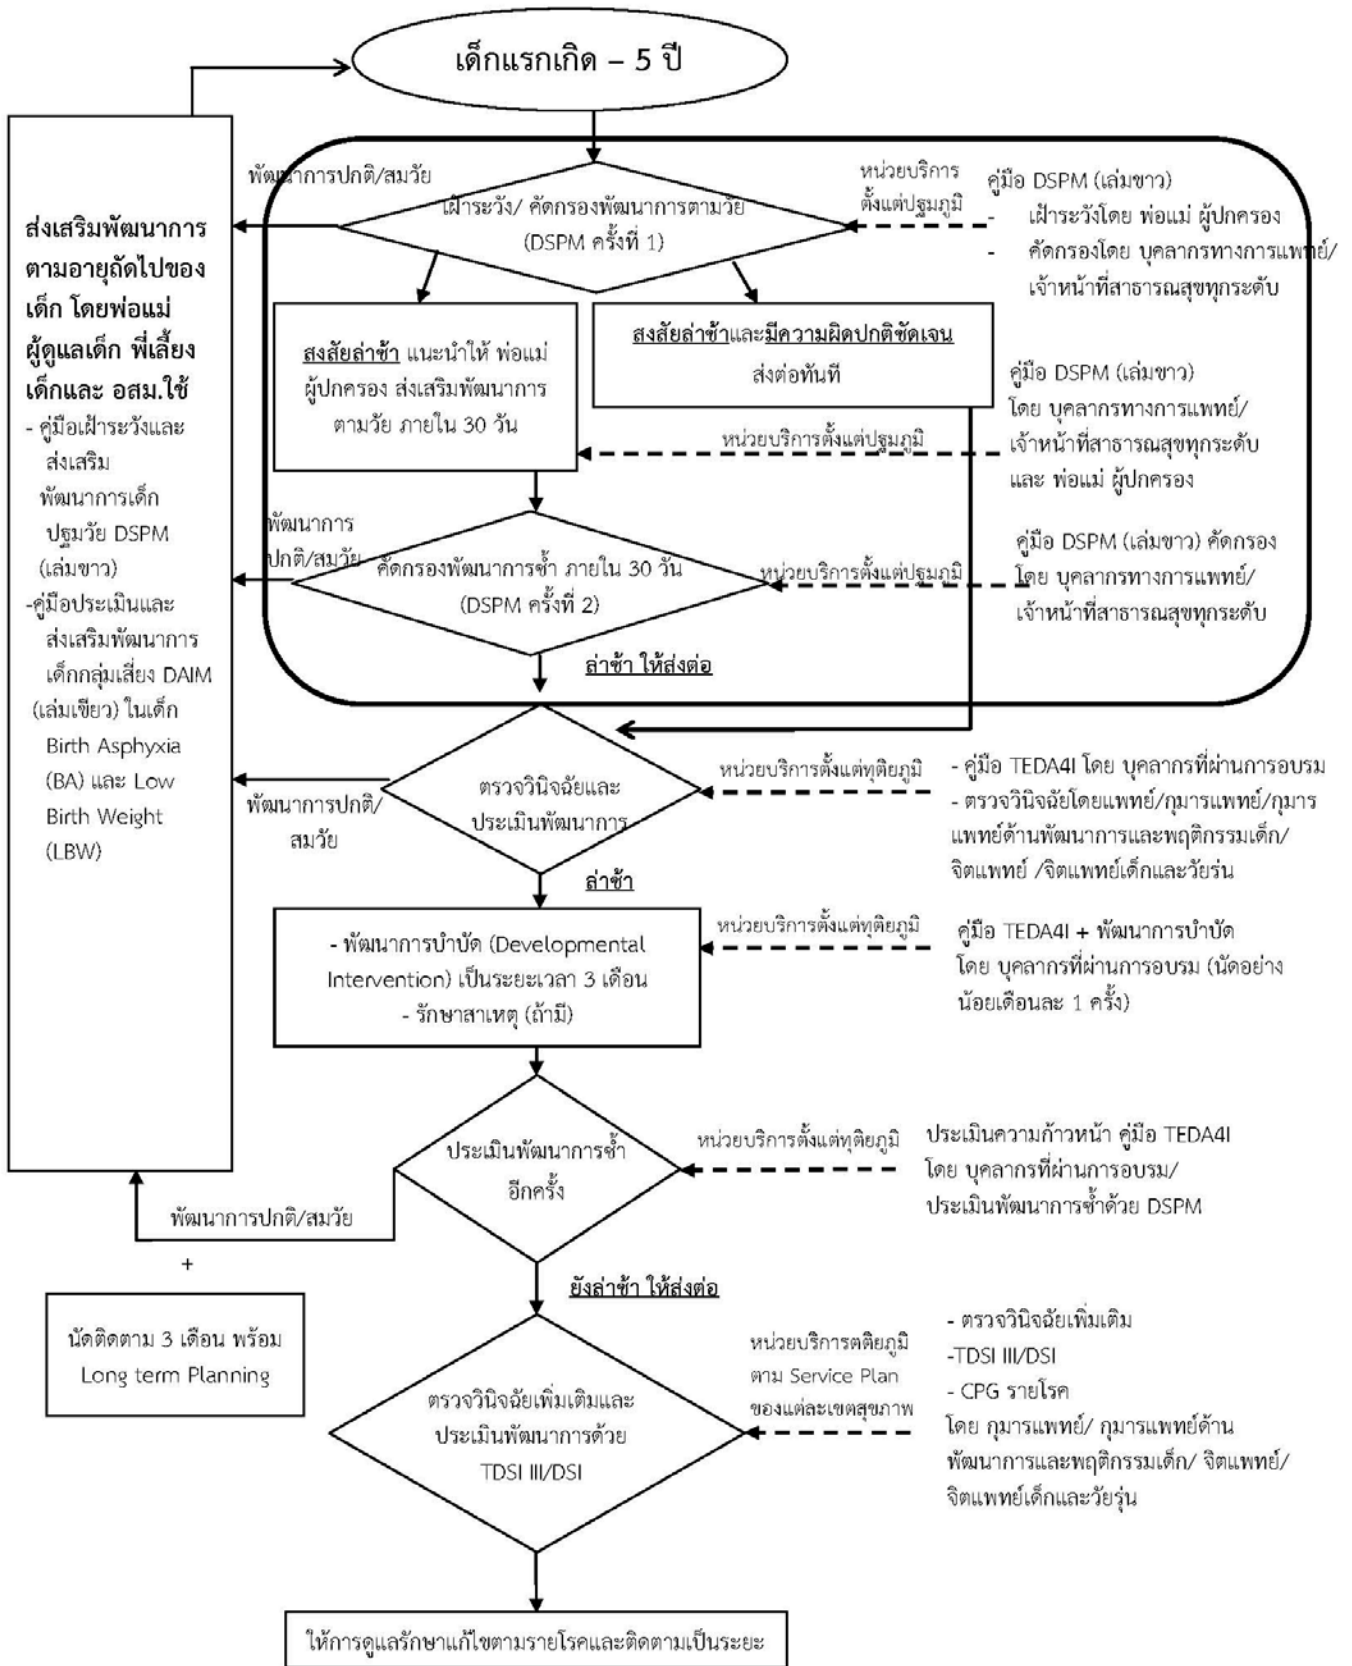 เด็กแรกเกิด – 5 ปี
พัฒนาการปกติ/สมวัย
เฝ้าระวัง/ คัดกรองพัฒนาการตามวัย
(DSPM ครั้งที่ 1)
หน่วยบริการ
ตั้งแต่ปฐมภูมิ
คู่มือ DSPM (เล่มขาว)
- เฝ้าระวังโดย พ่อแม่ ผู้ปกครอง
- คัดกรองโดย บุคลากรทางการแพทย์/
เจ้าหน้าที่สาธารณสุขทุกระดับ
ส่งเสริมพัฒนาการ
ตามอายุถัดไปของ
เด็ก โดยพ่อแม่
ผู้ดูแลเด็ก พี่เลี้ยง
เด็กและ อสม.ใช้
- คู่มือเฝ้าระวังและ
ส่งเสริม
พัฒนาการเด็ก
ปฐมวัย DSPM
(เล่มขาว)
-คู่มือประเมินและ
ส่งเสริมพัฒนาการ
เด็กกลุ่มเสี่ยง DAIM
(เล่มเขียว) ในเด็ก
Birth Asphyxia
(BA) และ Low
Birth Weight
(LBW)
สงสัยล่าช้า แนะนำให้ พ่อแม่
ผู้ปกครอง ส่งเสริมพัฒนาการ
ตามวัย ภายใน 30 วัน
สงสัยล่าช้าและมีความผิดปกติชัดเจน
ส่งต่อทันที
หน่วยบริการตั้งแต่ปฐมภูมิ
คู่มือ DSPM (เล่มขาว)
โดย บุคลากรทางการแพทย์/
เจ้าหน้าที่สาธารณสุขทุกระดับ
และ พ่อแม่ ผู้ปกครอง
พัฒนาการ
ปกติ/สมวัย
คัดกรองพัฒนาการซ้ำ ภายใน 30 วัน
(DSPM ครั้งที่ 2)
หน่วยบริการตั้งแต่ปฐมภูมิ
คู่มือ DSPM (เล่มขาว) คัดกรอง
โดย บุคลากรทางการแพทย์/
เจ้าหน้าที่สาธารณสุขทุกระดับ
ล่าช้า ให้ส่งต่อ
พัฒนาการปกติ/
สมวัย
ตรวจวินิจฉัยและ
ประเมินพัฒนาการ
หน่วยบริการตั้งแต่ทุติยภูมิ
- คู่มือ TEDA4I โดย บุคลากรที่ผ่านการอบรม
- ตรวจวินิจฉัยโดยแพทย์/กุมารแพทย์/กุมาร
แพทย์ด้านพัฒนาการและพฤติกรรมเด็ก/
จิตแพทย์ /จิตแพทย์เด็กและวัยรุ่น
ล่าช้า
- พัฒนาการบำบัด (Developmental
Intervention) เป็นระยะเวลา 3 เดือน
- รักษาสาเหตุ (ถ้ามี)
หน่วยบริการตั้งแต่ทุติยภูมิ
คู่มือ TEDA4I + พัฒนาการบำบัด
โดย บุคลากรที่ผ่านการอบรม (นัดอย่าง
น้อยเดือนละ 1 ครั้ง)
ประเมินพัฒนาการซ้ำ
อีกครั้ง
หน่วยบริการตั้งแต่ทุติยภูมิ
ประเมินความก้าวหน้า คู่มือ TEDA4I
โดย บุคลากรที่ผ่านการอบรม/
ประเมินพัฒนาการซ้ำด้วย DSPM
พัฒนาการปกติ/สมวัย
+
นัดติดตาม 3 เดือน พร้อม
Long term Planning
ยังล่าช้า ให้ส่งต่อ
ตรวจวินิจฉัยเพิ่มเติมและ
ประเมินพัฒนาการด้วย
TDSI III/DSI
หน่วยบริการตติยภูมิ
ตาม Service Plan
ของแต่ละเขตสุขภาพ
- ตรวจวินิจฉัยเพิ่มเติม
-TDSI III/DSI
- CPG รายโรค
โดย กุมารแพทย์/ กุมารแพทย์ด้าน
พัฒนาการและพฤติกรรมเด็ก/ จิตแพทย์/
จิตแพทย์เด็กและวัยรุ่น
ให้การดูแลรักษาแก้ไขตามรายโรคและติดตามเป็นระยะ